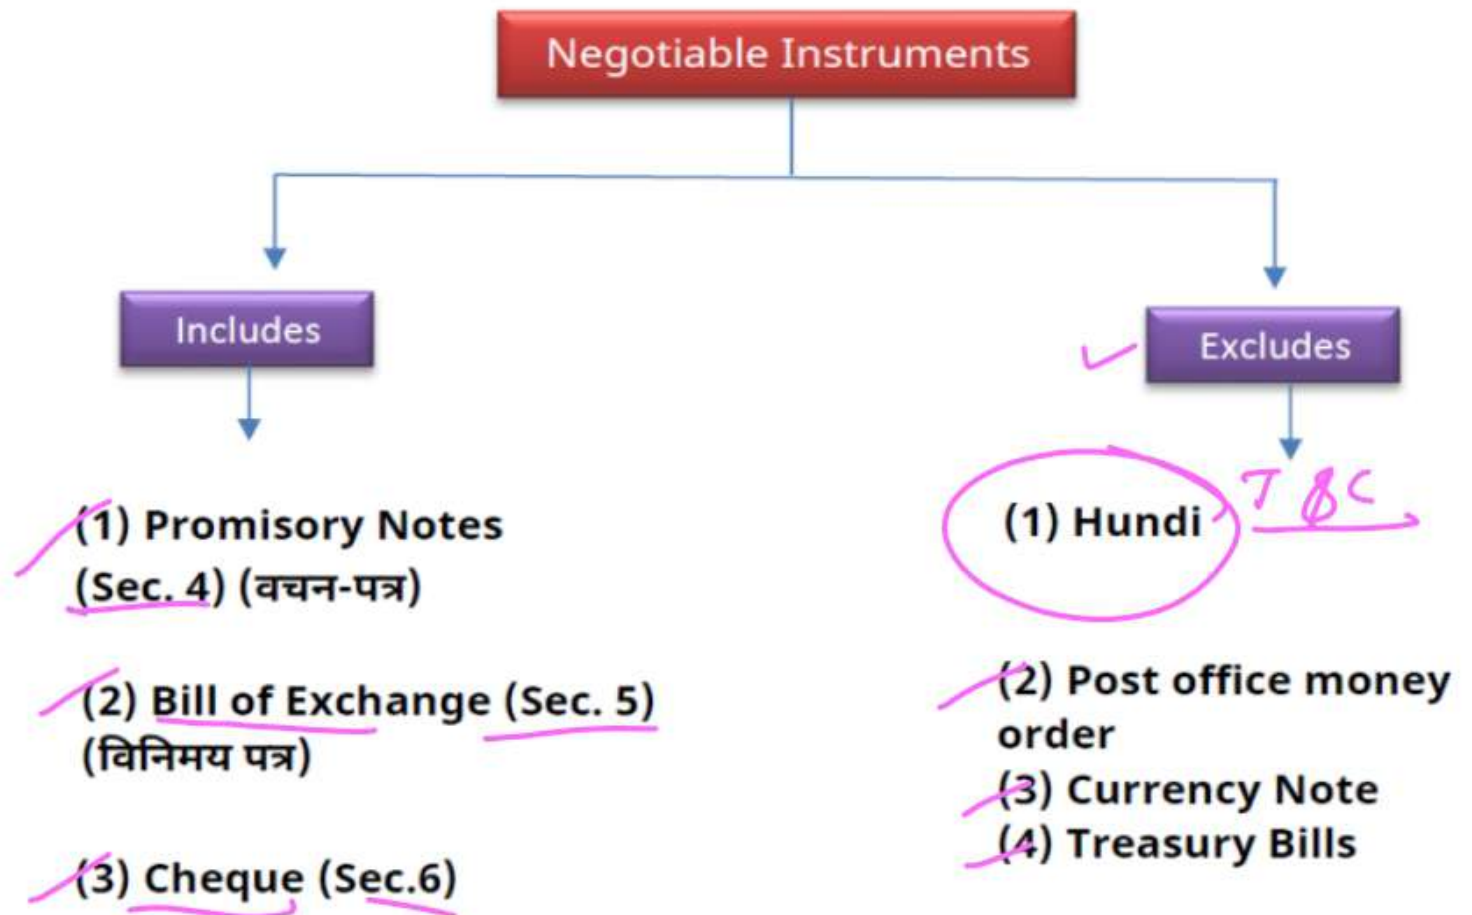 Negotiable Instruments
Includes
Excludes
(1) Promisory Notes
(Sec. 4) (वचन-पत्र)
(2) Bill of Exchange (Sec. 5)
(विनिमय पत्र)
(3) Cheque (Sec.6)
(1) Hundi
(2) Post office money
order
(3) Currency Note
(4) Treasury Bills